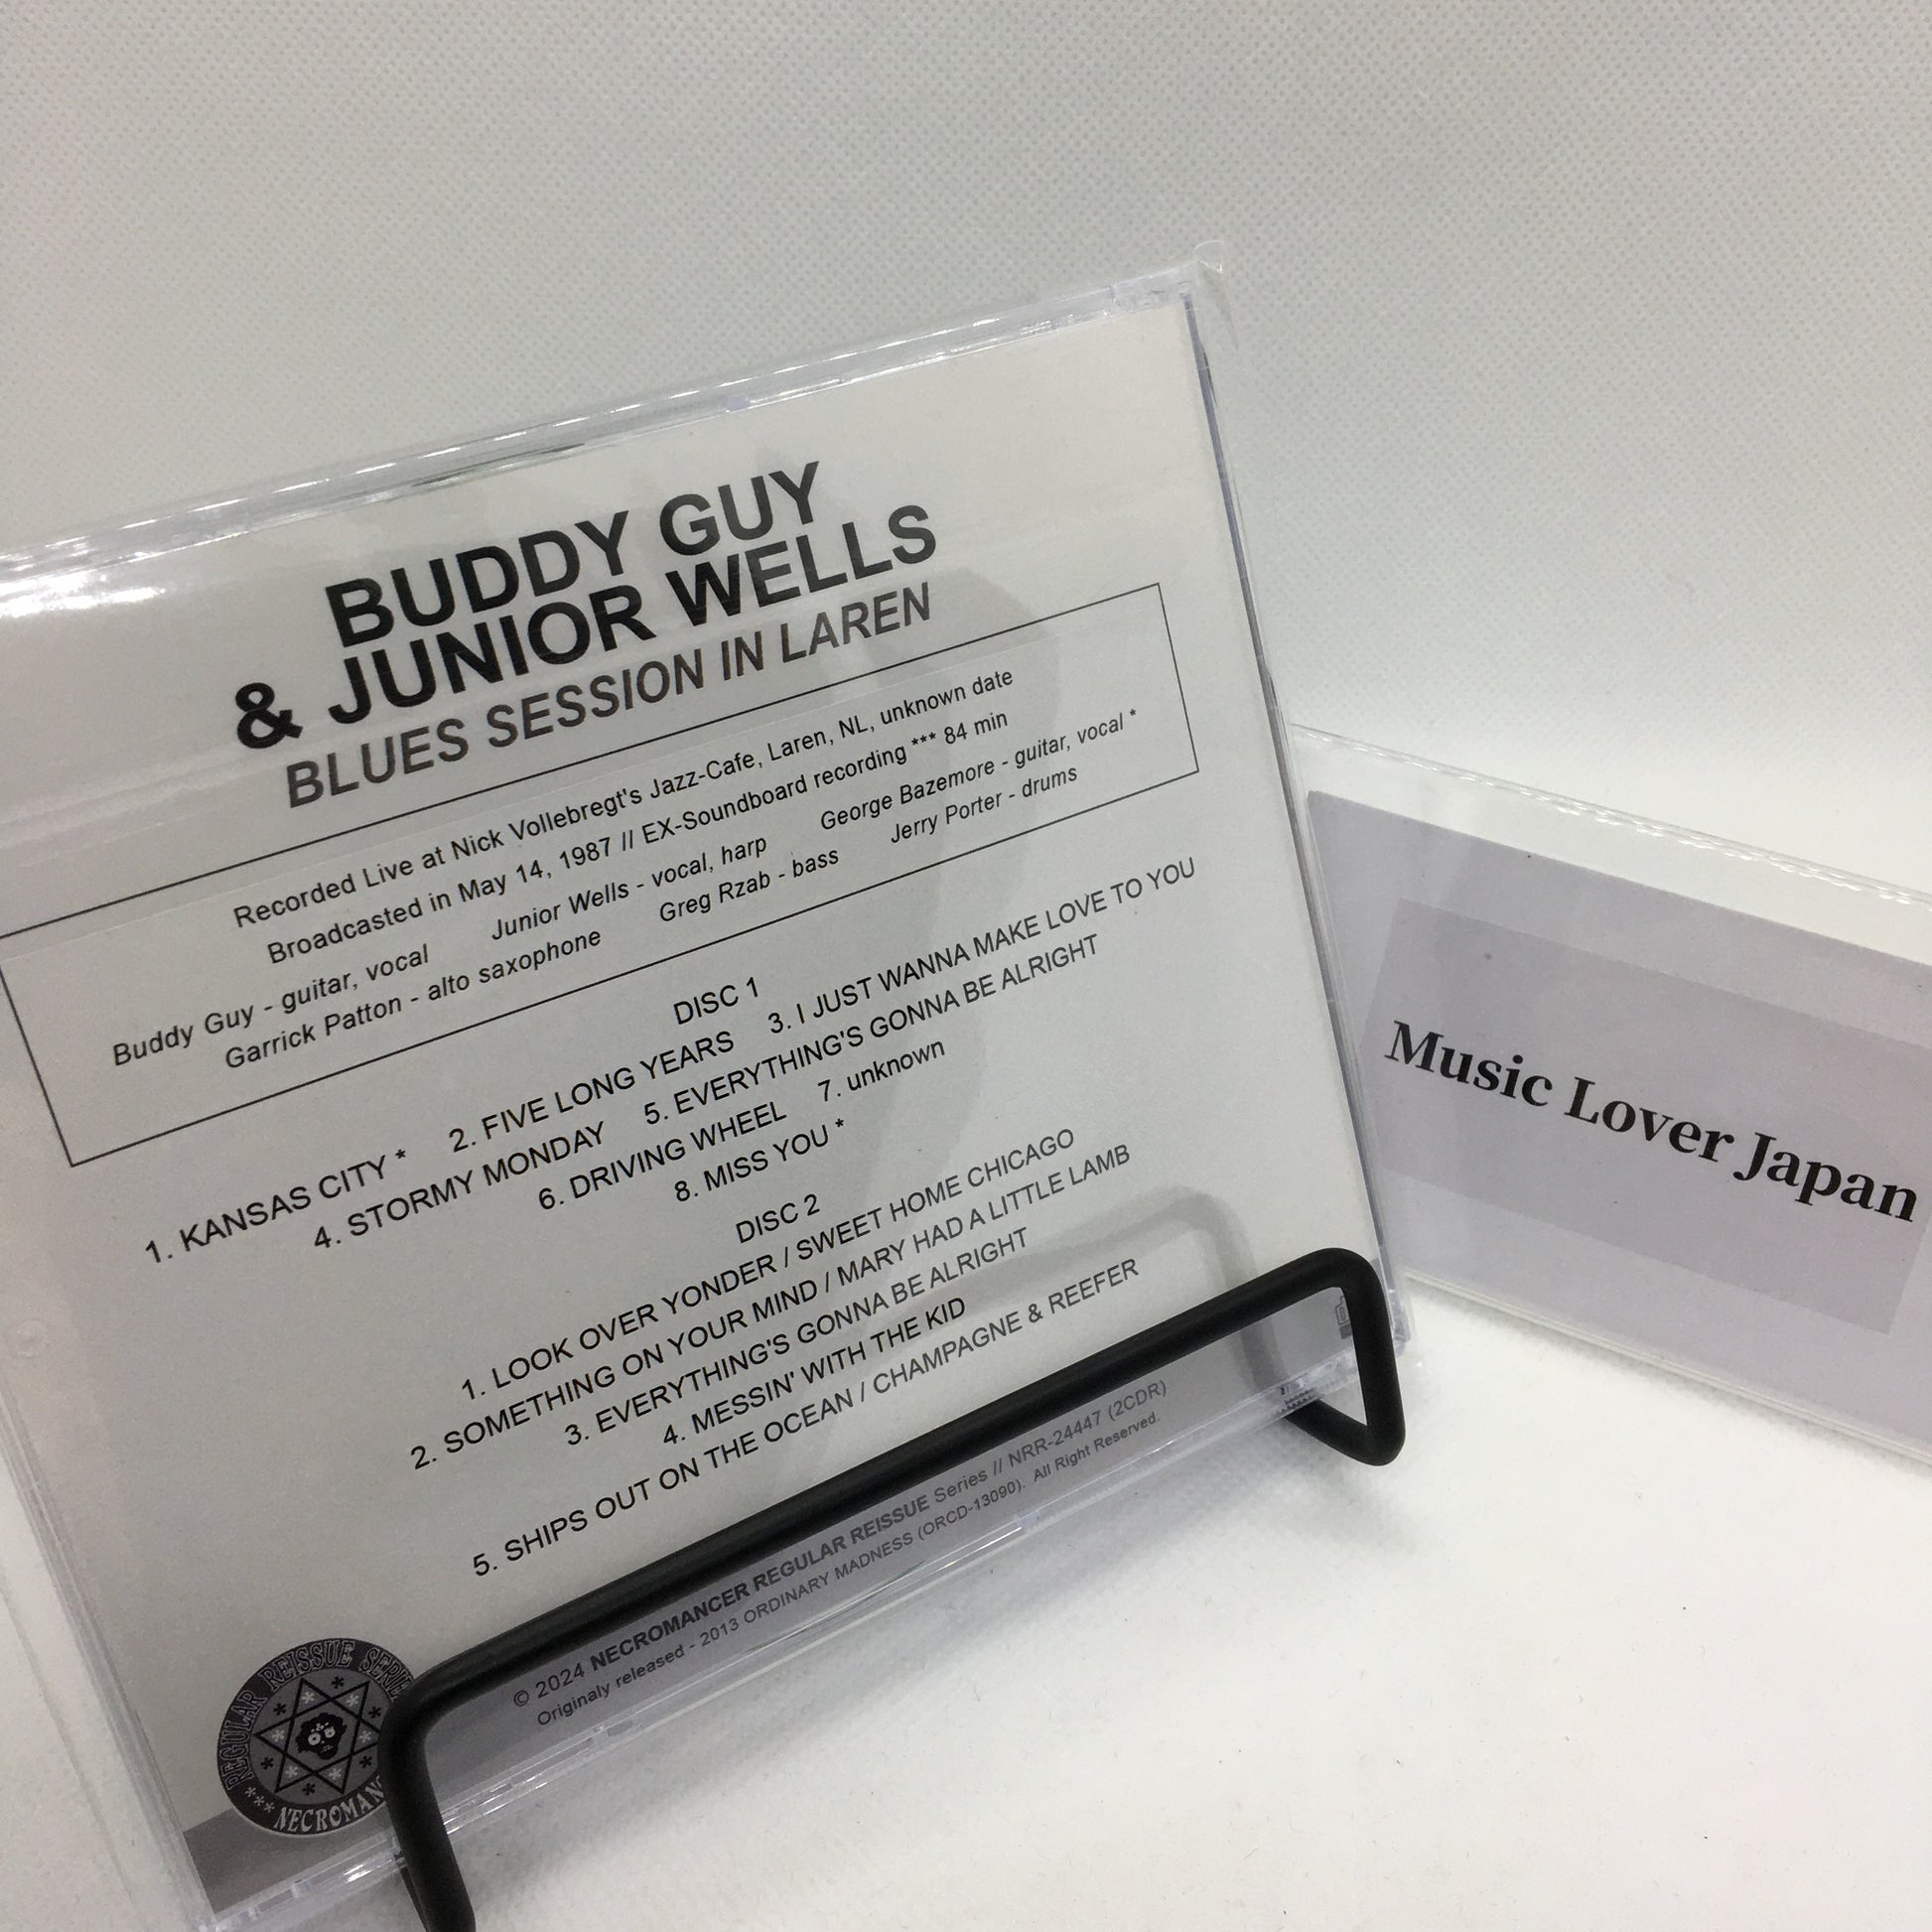 BUDDY GUY
& JUNIOR WELLS
BLUES SESSION IN LAREN
Recorded Live at Nick Vollebregt's Jazz-Cafe, Laren, NL, unknown date
Broadcasted in May 14, 1987 // EX-Soundboard recording *** 84 min
Buddy Guy - guitar, vocal Junior Wells - vocal, harp George Bazemore - guitar, vocal *
Garrick Patton - alto saxophone Greg Rzab - bass Jerry Porter - drums
DISC 1
1. KANSAS CITY * 2. FIVE LONG YEARS 3. I JUST WANNA MAKE LOVE TO YOU
4. STORMY MONDAY 5. EVERYTHING'S GONNA BE ALRIGHT
6. DRIVING WHEEL 7. unknown
8. MISS YOU *
DISC 2
1. LOOK OVER YONDER / SWEET HOME CHICAGO
2. SOMETHING ON YOUR MIND / MARY HAD A LITTLE LAMB
3. EVERYTHING'S GONNA BE ALRIGHT
4. MESSIN' WITH THE KID
5. SHIPS OUT ON THE OCEAN / CHAMPAGNE & REEFER
© 2024 NECROMANCER REGULAR REISSUE Series // NRR-24447 (2CDR)
Originaly released - 2013 ORDINARY MADNESS (ORCD-13090). All Right Reserved.
REGULAR REISSUE SERIE
*** NECROMAN
Music Lover Japan